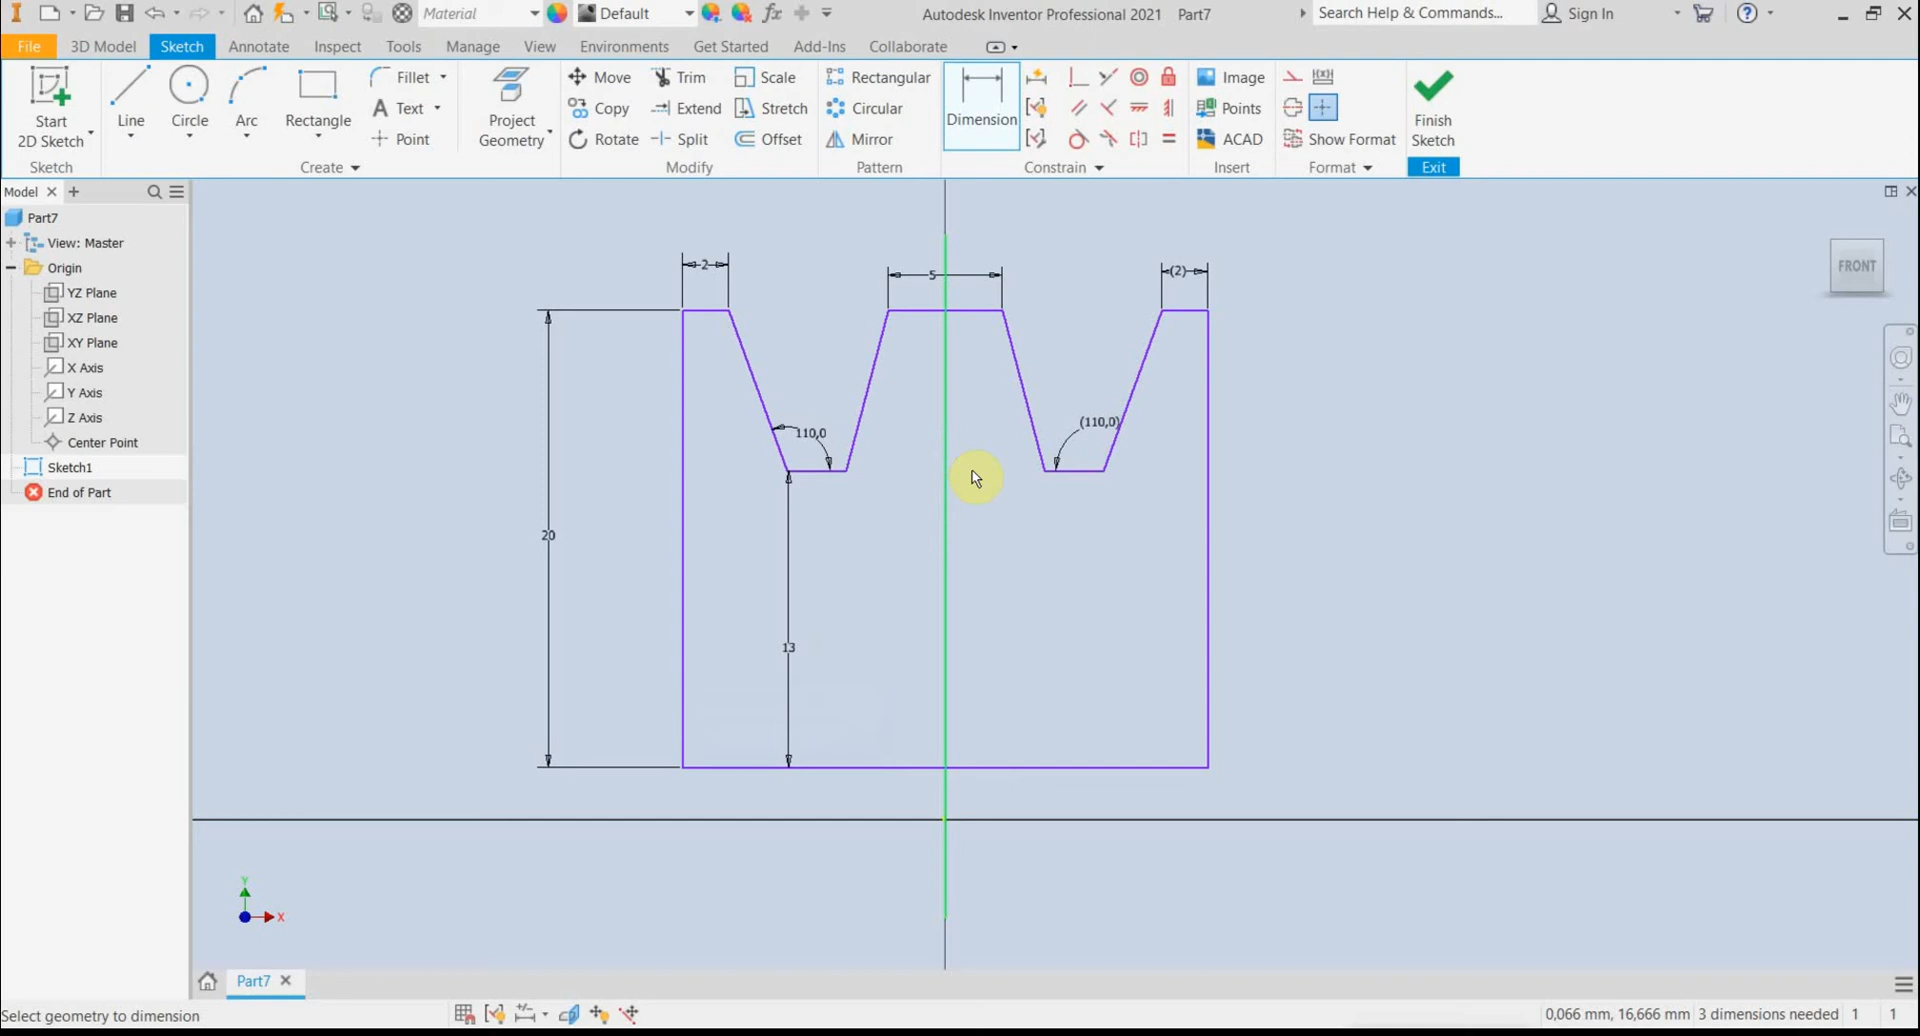 Material
Default
fx
Autodesk Inventor Professional 2021 Part7
Search Help & Commands...
Sign In
File 3D Model Sketch Annotate Inspect Tools Manage View Environments Get Started Add-Ins Collaborate
Start
2D Sketch
Line
Circle
Arc
Rectangle
Fillet
Text
Point
Project
Geometry
Move
Copy
Rotate
Trim
Extend
Split
Scale
Stretch
Offset
Rectangular
Circular
Mirror
Dimension
Image
Points
ACAD
Show Format
Finish
Sketch
Sketch
Create
Modify
Pattern
Constrain
Insert
Format
Exit
Model
Part7
View: Master
Origin
YZ Plane
XZ Plane
XY Plane
X Axis
Y Axis
Z Axis
Center Point
Sketch1
End of Part
FRONT
2
5
(2)
110,0
(110,0)
20
13
Y
X
Part7
Select geometry to dimension
0,066 mm, 16,666 mm 3 dimensions needed 1 1